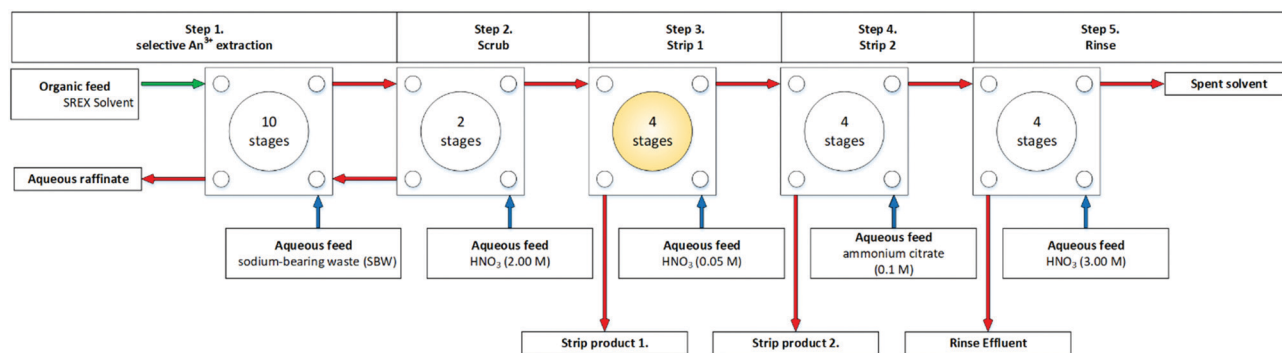 Step 1.
selective An³⁺ extraction
Step 2.
Scrub
Step 3.
Strip 1
Step 4.
Strip 2
Step 5.
Rinse
Organic feed
SREX Solvent
10
stages
2
stages
4
stages
4
stages
4
stages
Spent solvent
Aqueous raffinate
Aqueous feed
sodium-bearing waste (SBW)
Aqueous feed
HNO₃ (2.00 M)
Aqueous feed
HNO₃ (0.05 M)
Aqueous feed
ammonium citrate
(0.1 M)
Aqueous feed
HNO₃ (3.00 M)
Strip product 1.
Strip product 2.
Rinse Effluent